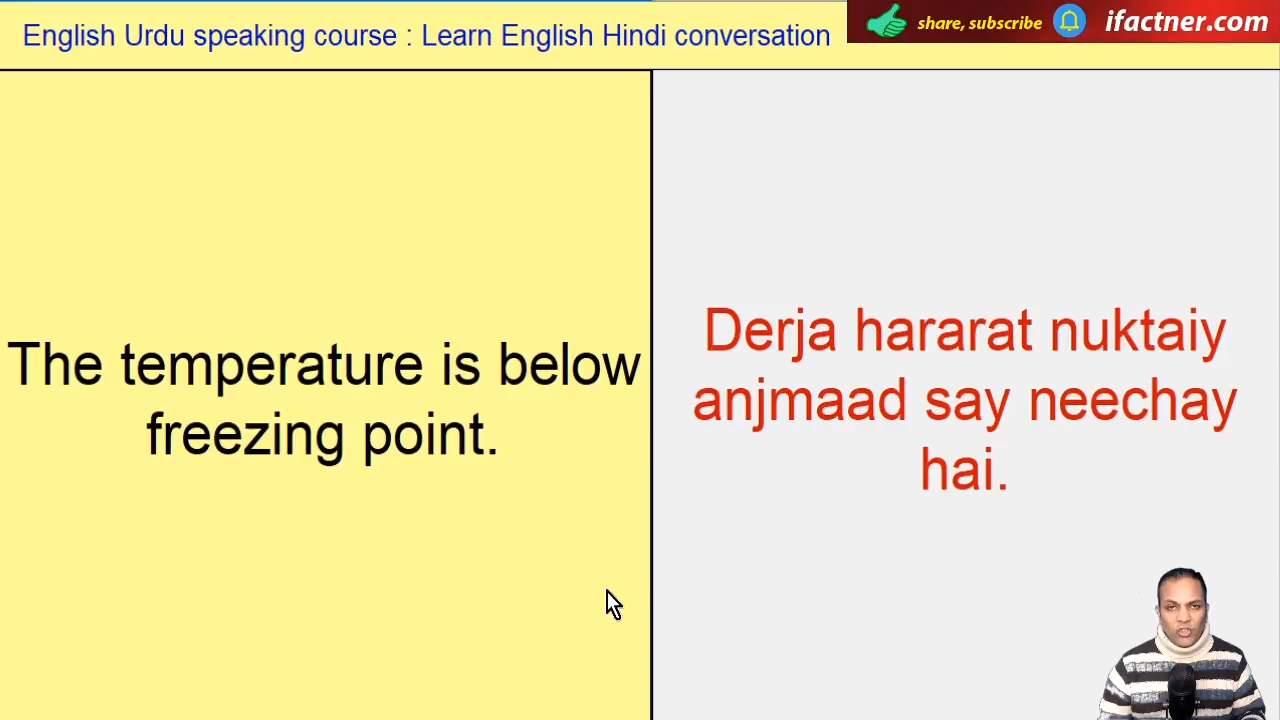 English Urdu speaking course : Learn English Hindi conversation
share, subscribe
ifactner.com
The temperature is below
freezing point.
Derja hararat nuktaiy
anjmaad say neechay
hai.